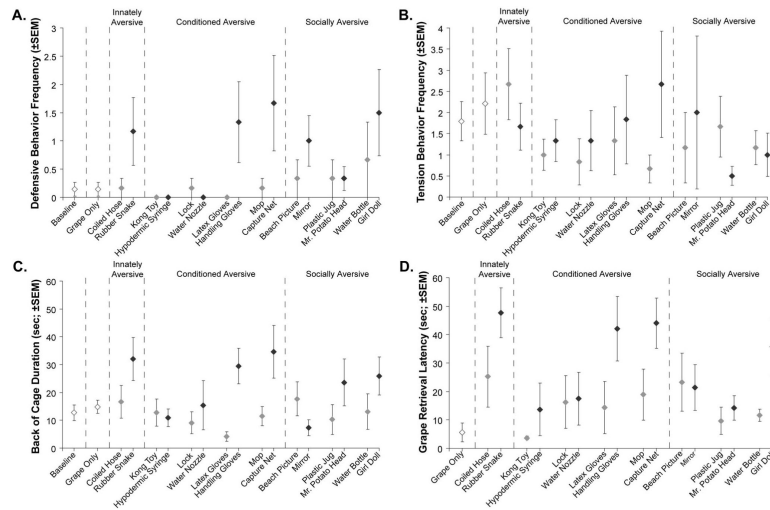 A.
Innately Aversive
Conditioned Aversive
Socially Aversive
Defensive Behavior Frequency (±SEM)
3
2.5
2
1.5
1
0.5
0
Baseline
Grape Only
Coiled Hose
Rubber Snake
Kong Toy
Hypodermic Syringe
Lock
Water Nozzle
Latex Gloves
Handling Gloves
Mop
Capture Net
Beach Picture
Mirror
Plastic Jug
Mr. Potato Head
Water Bottle
Girl Doll
B.
Innately Aversive
Conditioned Aversive
Socially Aversive
Tension Behavior Frequency (±SEM)
4
3.5
3
2.5
2
1.5
1
0.5
0
Baseline
Grape Only
Coiled Hose
Rubber Snake
Kong Toy
Hypodermic Syringe
Lock
Water Nozzle
Latex Gloves
Handling Gloves
Mop
Capture Net
Beach Picture
Mirror
Plastic Jug
Mr. Potato Head
Water Bottle
Girl Doll
C.
Innately Aversive
Conditioned Aversive
Socially Aversive
Back of Cage Duration (sec; ±SEM)
60
50
40
30
20
10
0
Baseline
Grape Only
Coiled Hose
Rubber Snake
Kong Toy
Hypodermic Syringe
Lock
Water Nozzle
Latex Gloves
Handling Gloves
Mop
Capture Net
Beach Picture
Mirror
Plastic Jug
Mr. Potato Head
Water Bottle
Girl Doll
D.
Innately Aversive
Conditioned Aversive
Socially Aversive
Grape Retrieval Latency (sec; ±SEM)
60
50
40
30
20
10
0
Grape Only
Coiled Hose
Rubber Snake
Kong Toy
Hypodermic Syringe
Lock
Water Nozzle
Latex Gloves
Handling Gloves
Mop
Capture Net
Beach Picture
Mirror
Plastic Jug
Mr. Potato Head
Water Bottle
Girl Doll